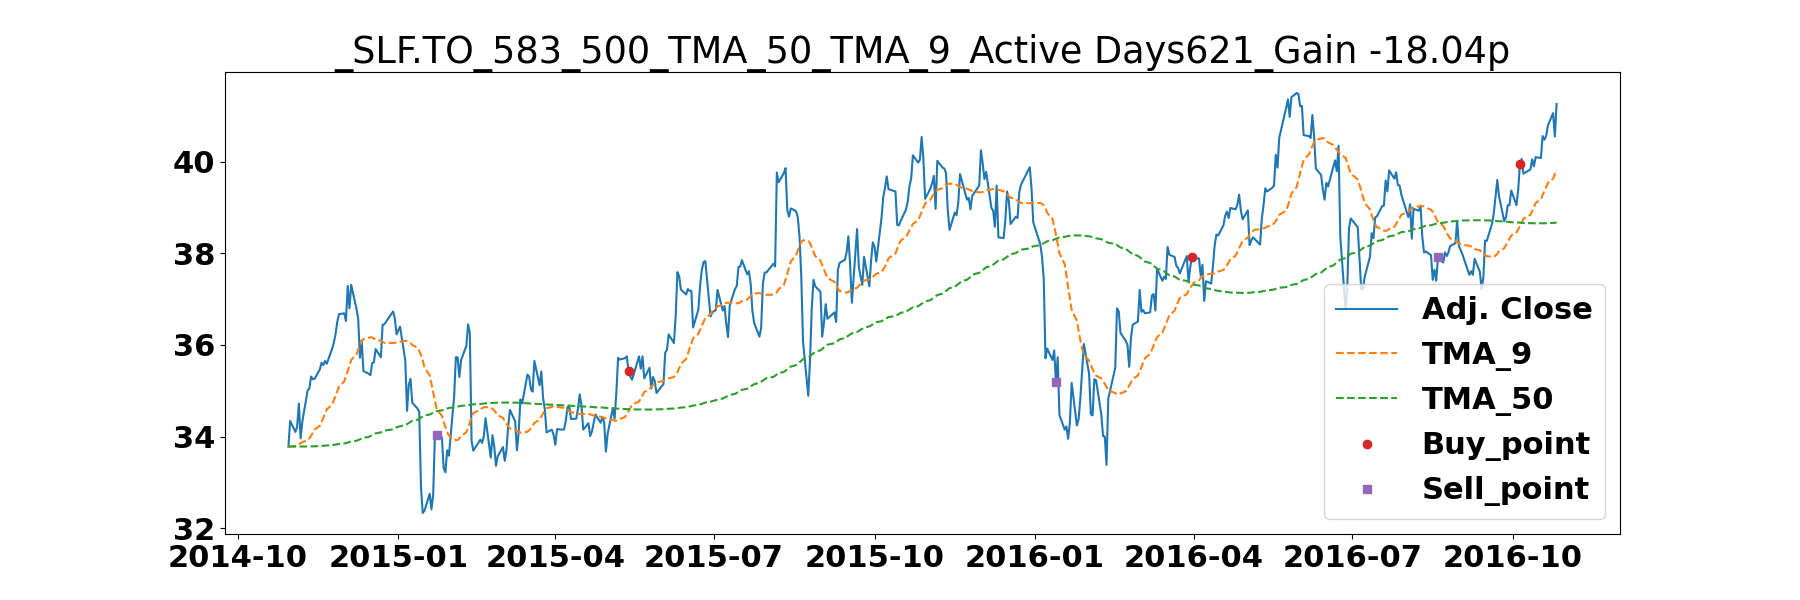 _SLF.TO_583_500_TMA_50_TMA_9_Active Days621_Gain -18.04p
40
38
36
34
32
2014-10 2015-01 2015-04 2015-07 2015-10 2016-01 2016-04 2016-07 2016-10
Adj. Close
TMA_9
TMA_50
Buy_point
Sell_point